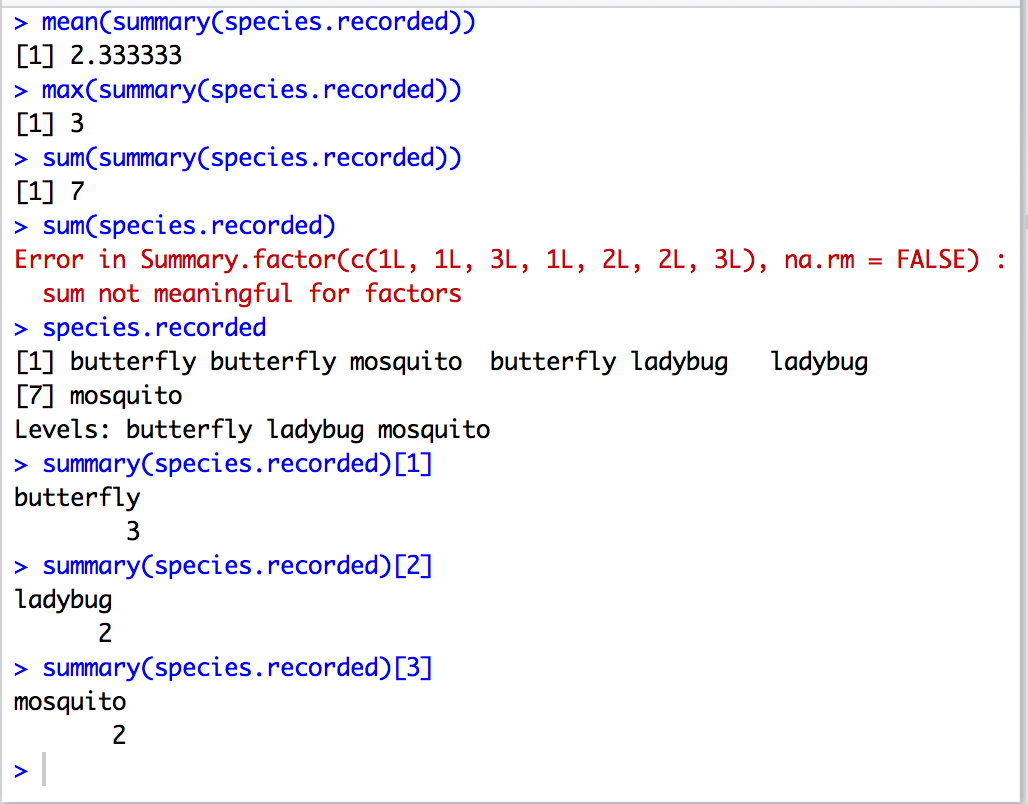 > mean(summary(species.recorded))
[1] 2.333333
> max(summary(species.recorded))
[1] 3
> sum(summary(species.recorded))
[1] 7
> sum(species.recorded)
Error in Summary.factor(c(1L, 1L, 3L, 1L, 2L, 2L, 3L), na.rm = FALSE) :
  sum not meaningful for factors
> species.recorded
[1] butterfly butterfly mosquito  butterfly ladybug   ladybug
[7] mosquito
Levels: butterfly ladybug mosquito
> summary(species.recorded)[1]
butterfly
        3
> summary(species.recorded)[2]
ladybug
      2
> summary(species.recorded)[3]
mosquito
       2
>